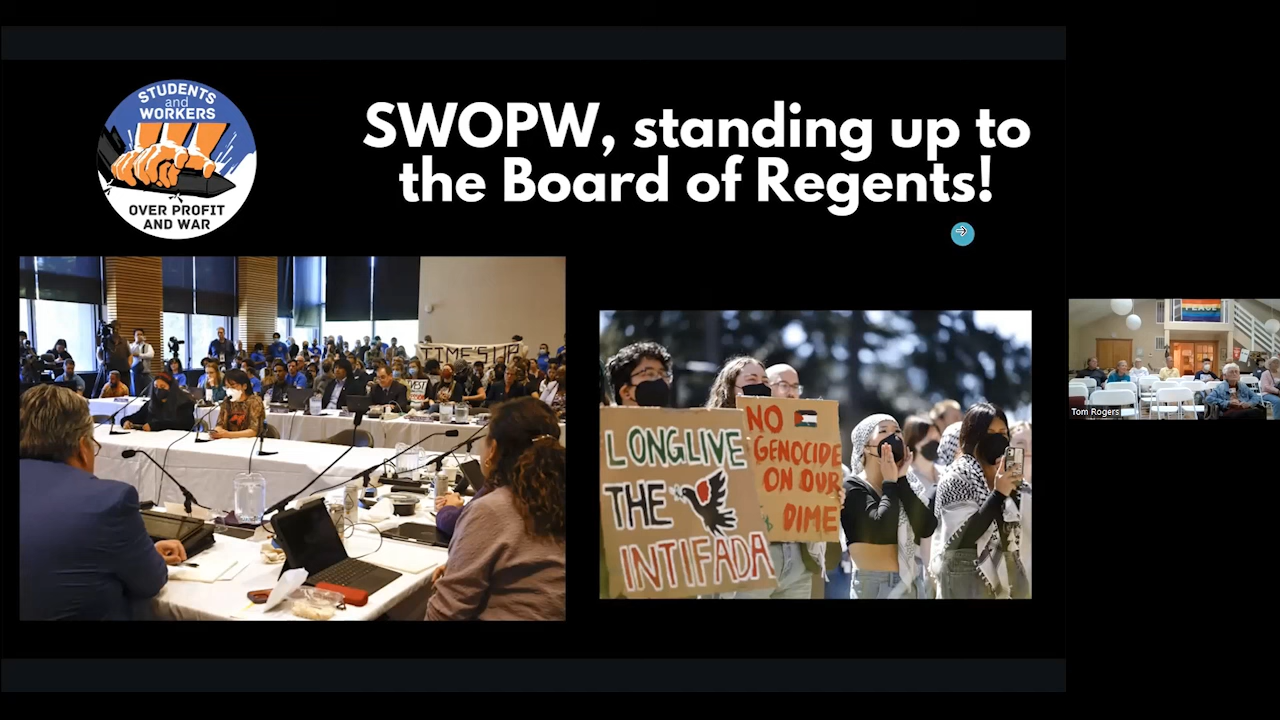 STUDENTS
and
WORKERS
OVER PROFIT
AND WAR
SWOPW, standing up to
the Board of Regents!
TIME'S UP
LONG LIVE
THE
INTIFADA
NO
GENOCIDE
ON OUR
DIME
PEACE
Tom Rogers